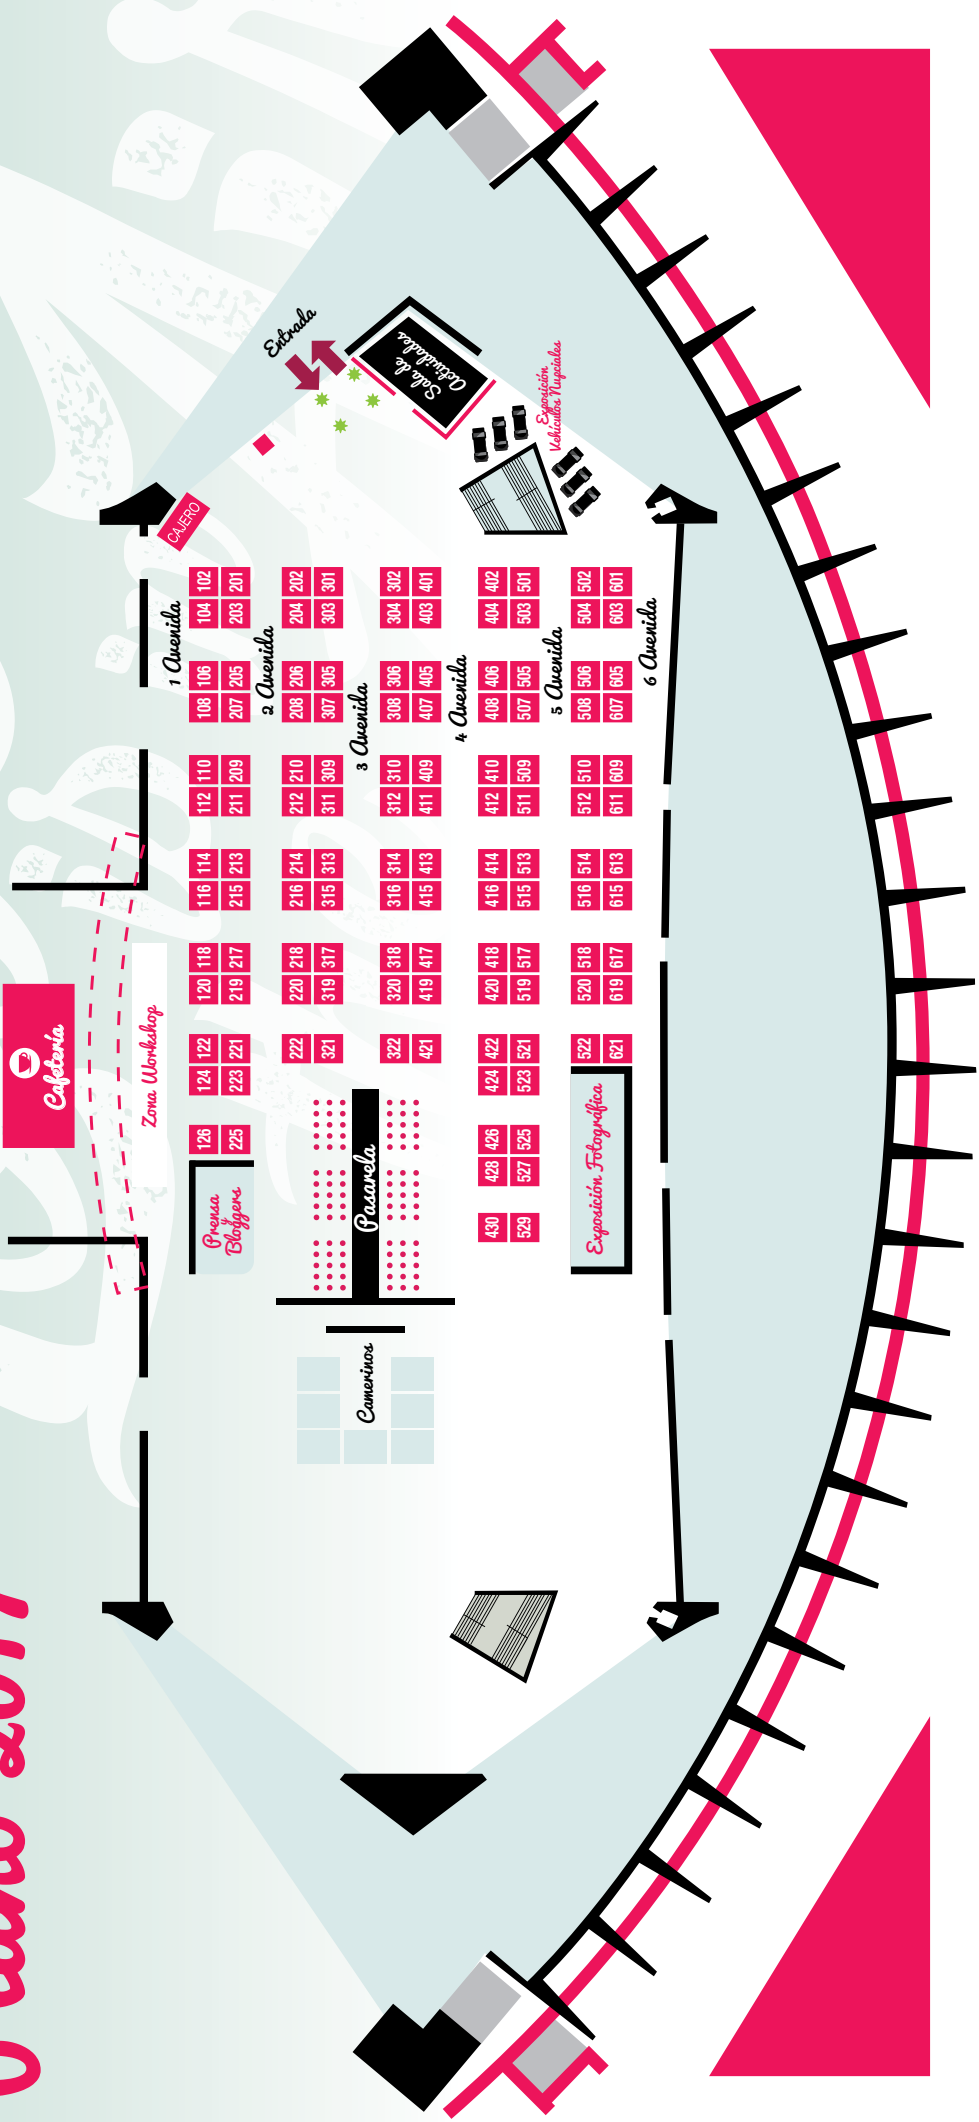 Cafetería
Zona Workshop
1 Avenida
CAJERO
126 124 122 120 118 116 114 112 110 108 106 104 102
225 223 221 219 217 215 213 211 209 207 205 203 201
Prensa
y
Bloggers
2 Avenida
Entrada
222 220 218 216 214 212 210 208 206 204 202
321 319 317 315 313 311 309 307 305 303 301
3 Avenida
Pasarela
Camerinos
322 320 318 316 314 312 310 308 306 304 302
421 419 417 415 413 411 409 407 405 403 401
Sala de
Actividades
4 Avenida
430 428 426 424 422 420 418 416 414 412 410 408 406 404 402
529 527 525 523 521 519 517 515 513 511 509 507 505 503 501
Exposición
Vehículos Nupciales
5 Avenida
522 520 518 516 514 512 510 508 506 504 502
621 619 617 615 613 611 609 607 605 603 601
Exposición Fotográfica
6 Avenida